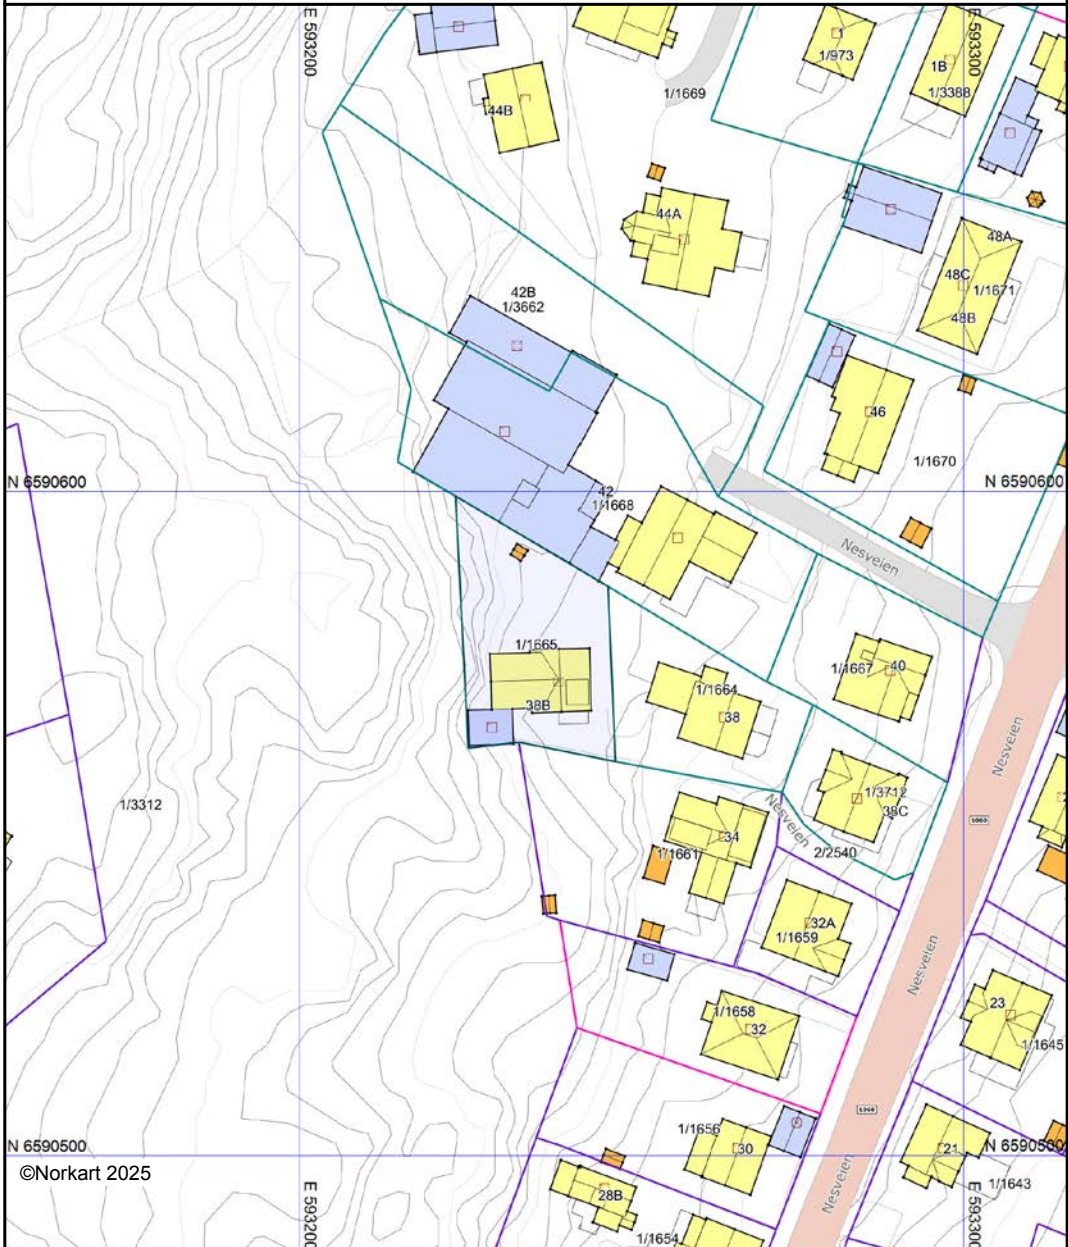 E 593200
E 593300
1
1/973
1B
1/3388
1/1669
44B
44A
48A
48C
1/1671
48B
42B
1/3662
46
1/1670
N 6590600
N 6590600
42
1/1668
Nesveien
1/1665
38B
1/1664
38
1/1667
40
Nesveien
1/3312
1/3712
38C
Nesveien
34
1/1661
2/2540
32A
1/1659
Nesveien
1/1658
32
23
1/1645
N 6590500
N 6590500
©Norkart 2025
1/1656
30
21
1/1643
Nesveien
28B
1/1654
E 593200
E 593300